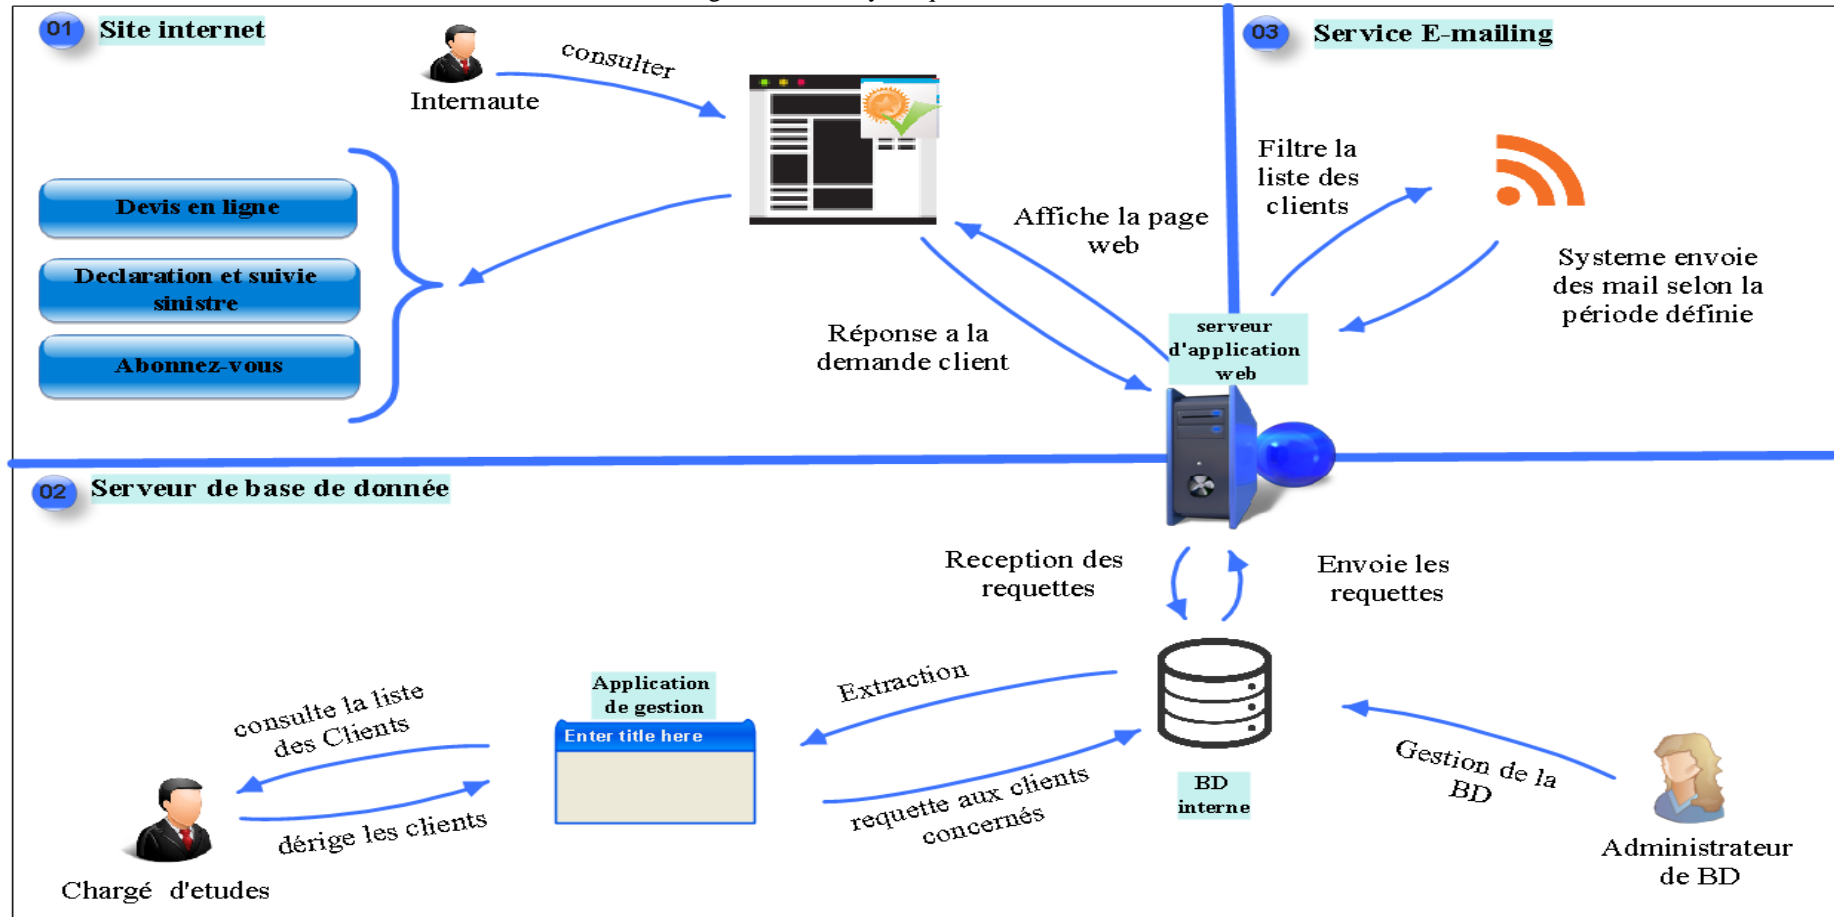 01 Site internet
Internaute
consulter
Devis en ligne
Declaration et suivie
sinistre
Abonnez-vous
Affiche la page
web
Réponse a la
demande client
serveur
d'application
web
03 Service E-mailing
Filtre la
liste des
clients
Systeme envoie
des mail selon la
période définie
02 Serveur de base de donnée
Reception des
requettes
Envoie les
requettes
consulte la liste
des Clients
dérige les clients
Chargé d'etudes
Application
de gestion
Enter title here
Extraction
requette aux clients
concernés
BD
interne
Gestion de la
BD
Administrateur
de BD